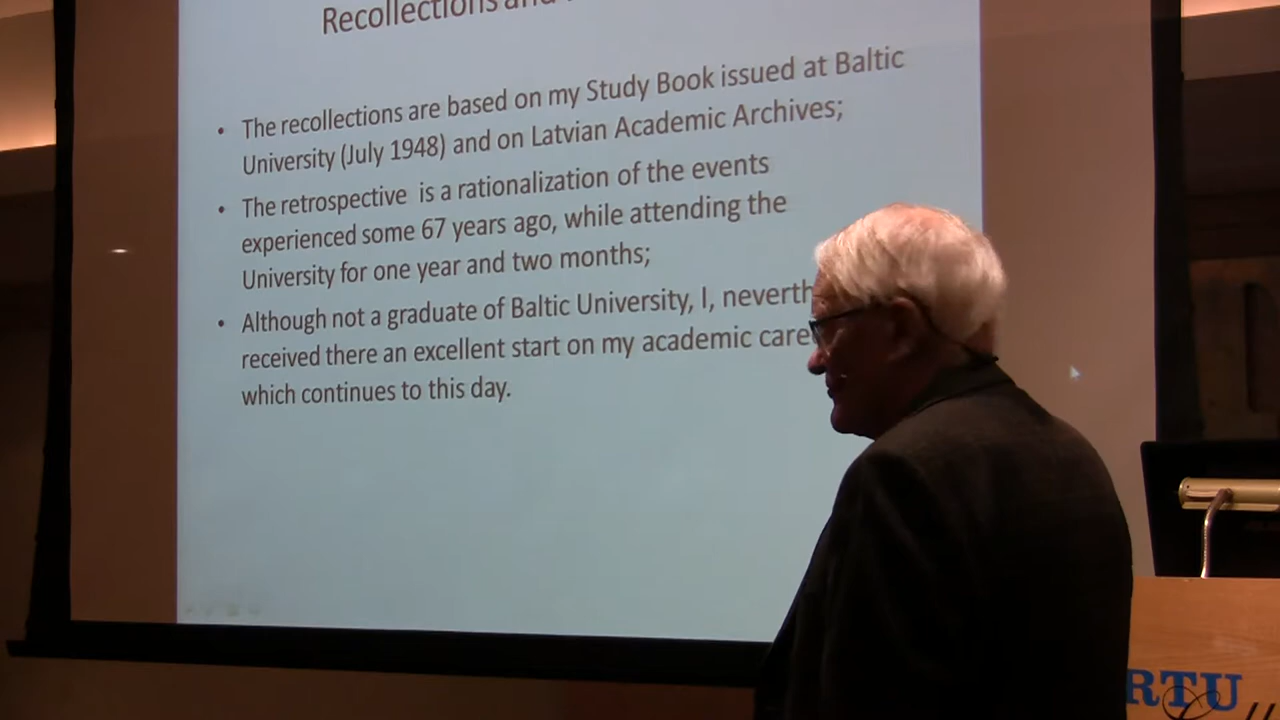 Recollections and
• The recollections are based on my Study Book issued at Baltic
University (July 1948) and on Latvian Academic Archives;
• The retrospective is a rationalization of the events
experienced some 67 years ago, while attending the
University for one year and two months;
• Although not a graduate of Baltic University, I, neverth
received there an excellent start on my academic care
which continues to this day.
RTU